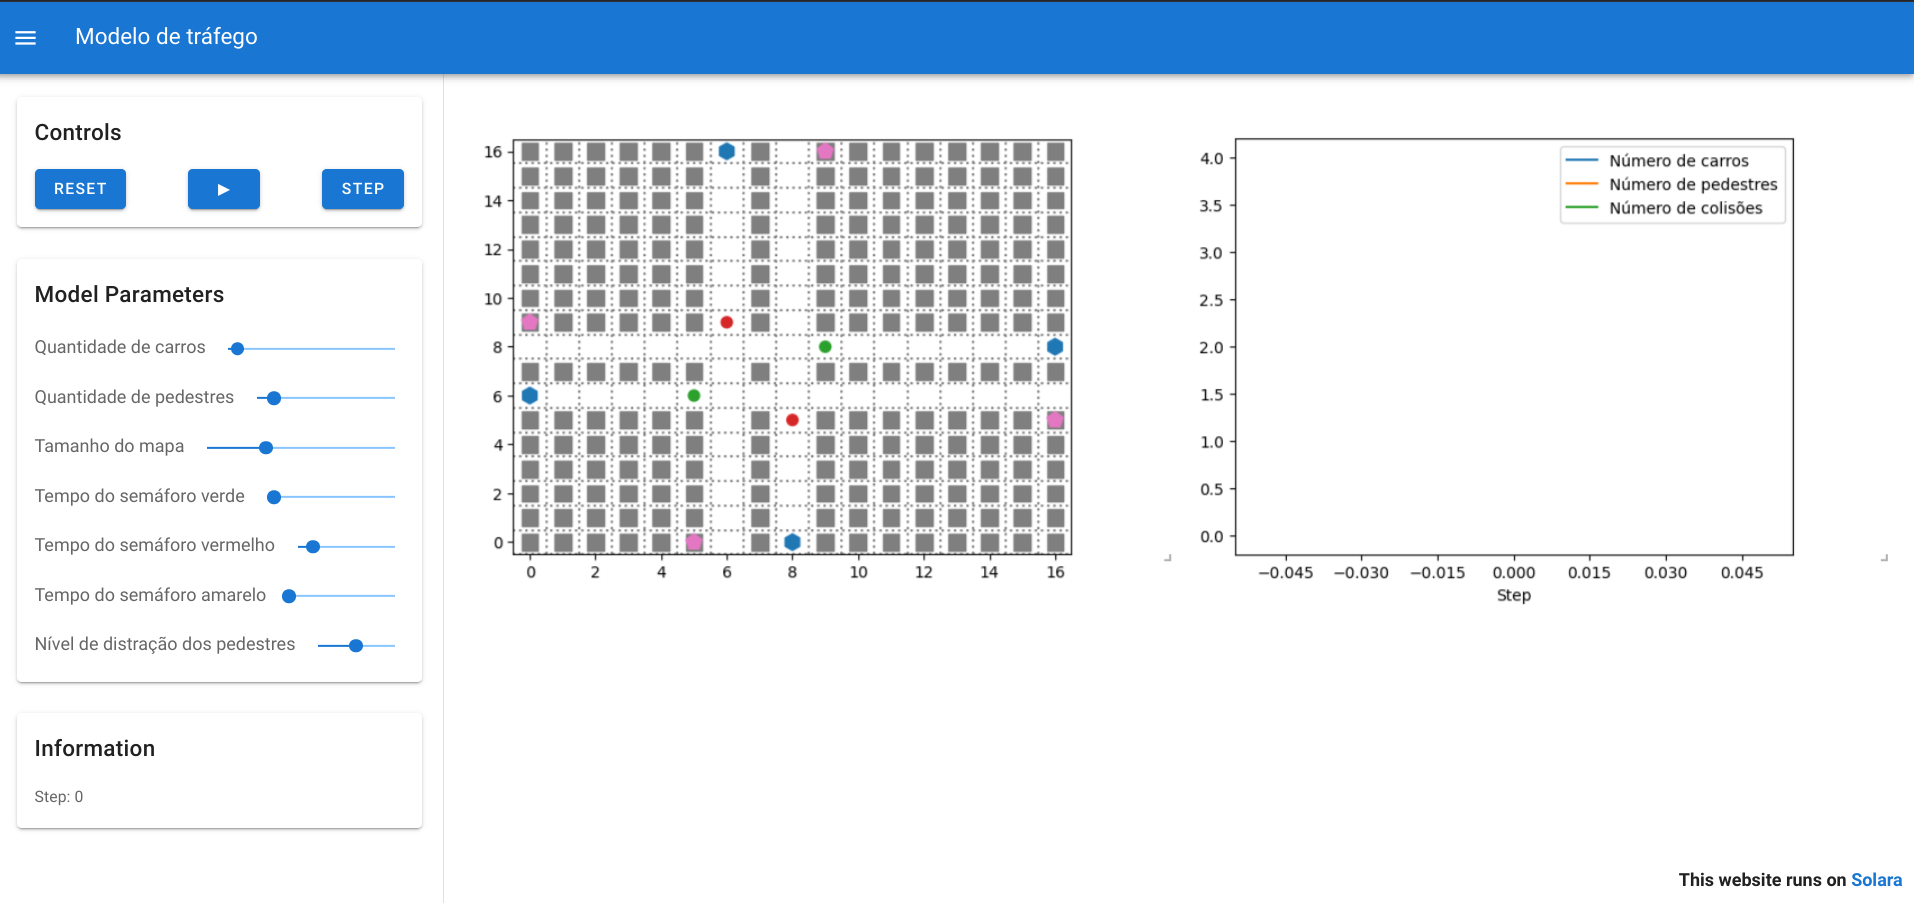 Modelo de tráfego
Controls
RESET
STEP
Model Parameters
Quantidade de carros
Quantidade de pedestres
Tamanho do mapa
Tempo do semáforo verde
Tempo do semáforo vermelho
Tempo do semáforo amarelo
Nível de distração dos pedestres
Information
Step: 0
16
14
12
10
8
6
4
2
0
0 2 4 6 8 10 12 14 16
4.0
3.5
3.0
2.5
2.0
1.5
1.0
0.5
0.0
Número de carros
Número de pedestres
Número de colisões
−0.045 −0.030 −0.015 0.000 0.015 0.030 0.045
Step
This website runs on Solara